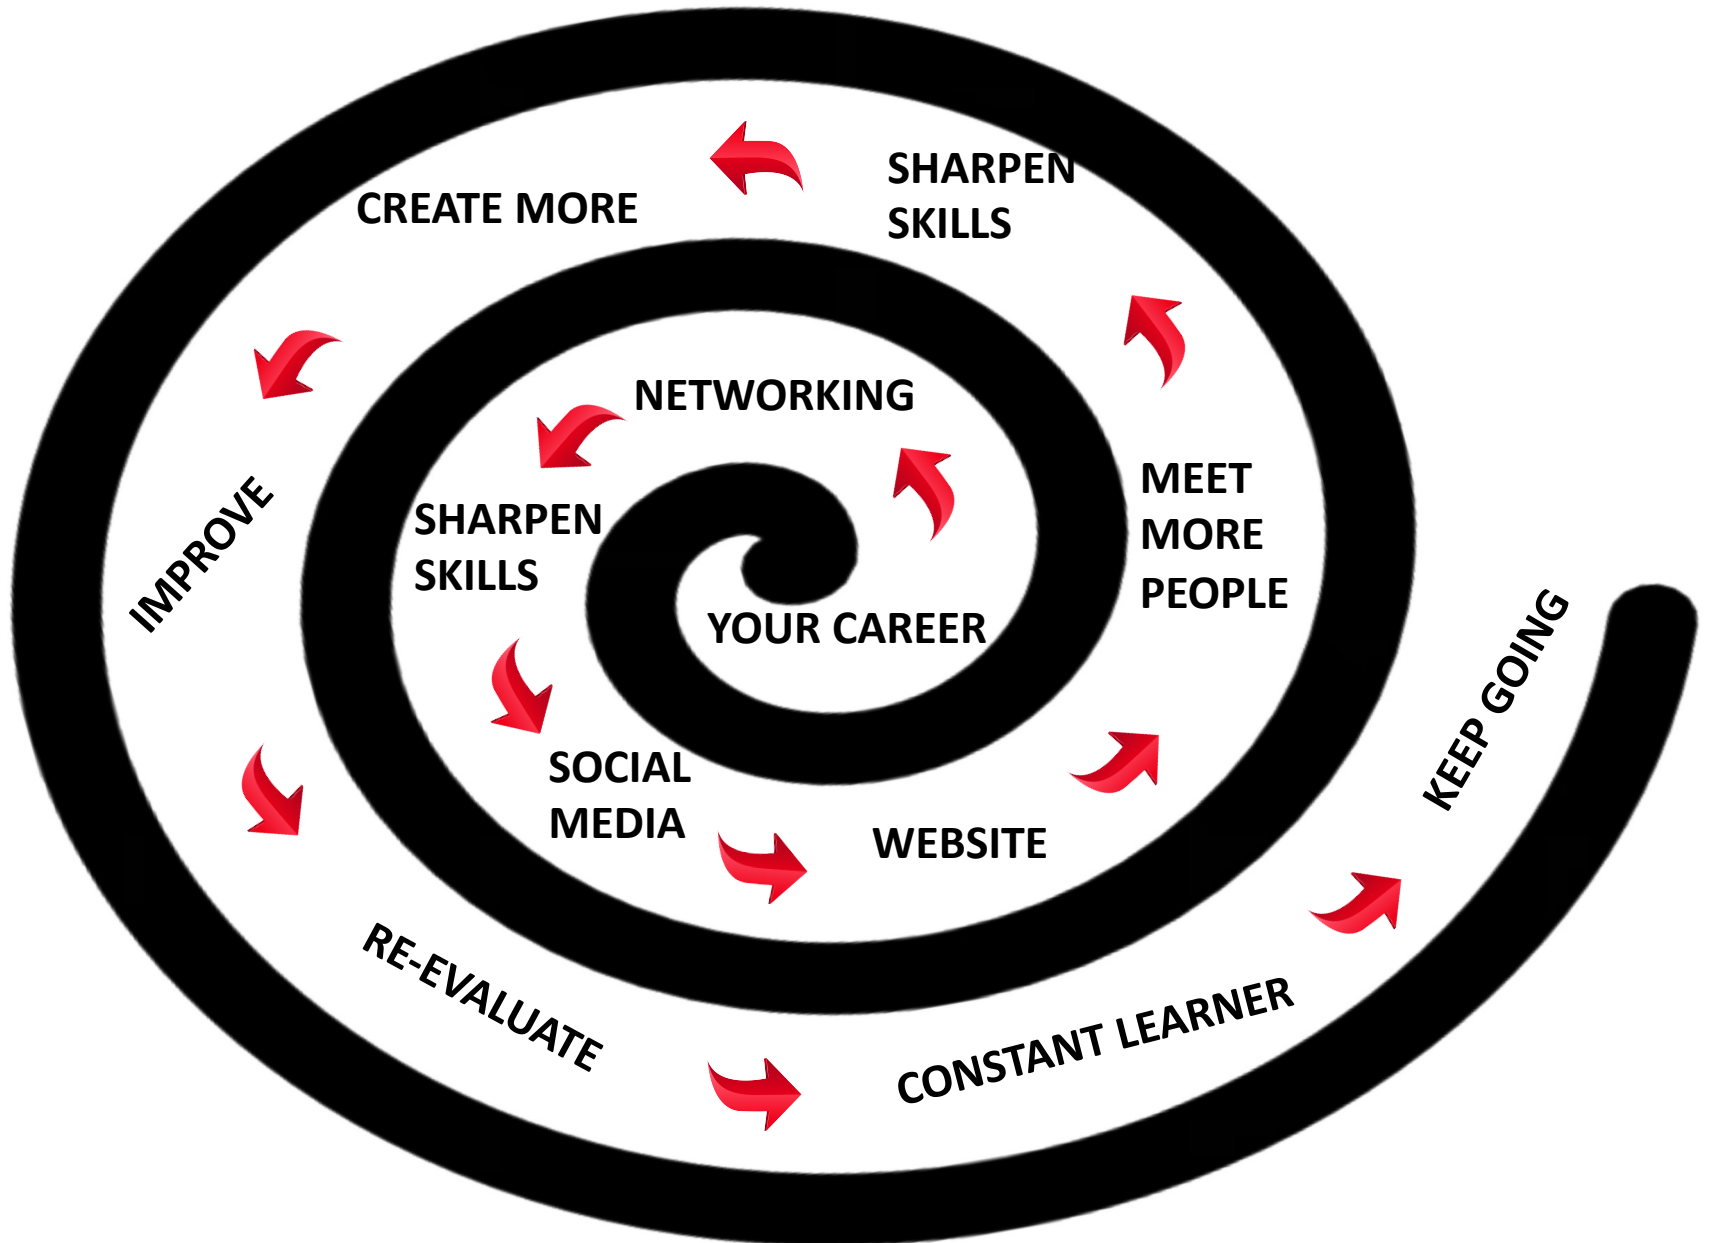 YOUR CAREER
NETWORKING
SHARPEN
SKILLS
SOCIAL
MEDIA
WEBSITE
MEET
MORE
PEOPLE
SHARPEN
SKILLS
CREATE MORE
IMPROVE
RE-EVALUATE
CONSTANT LEARNER
KEEP GOING